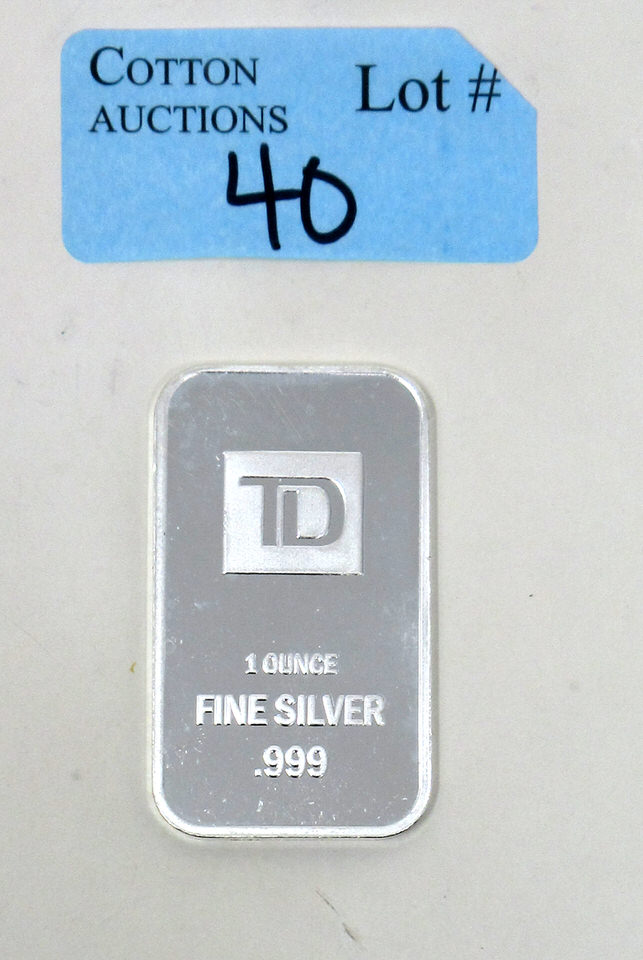 COTTON
AUCTIONS
Lot #
40
TD
1 OUNCE
FINE SILVER
.999